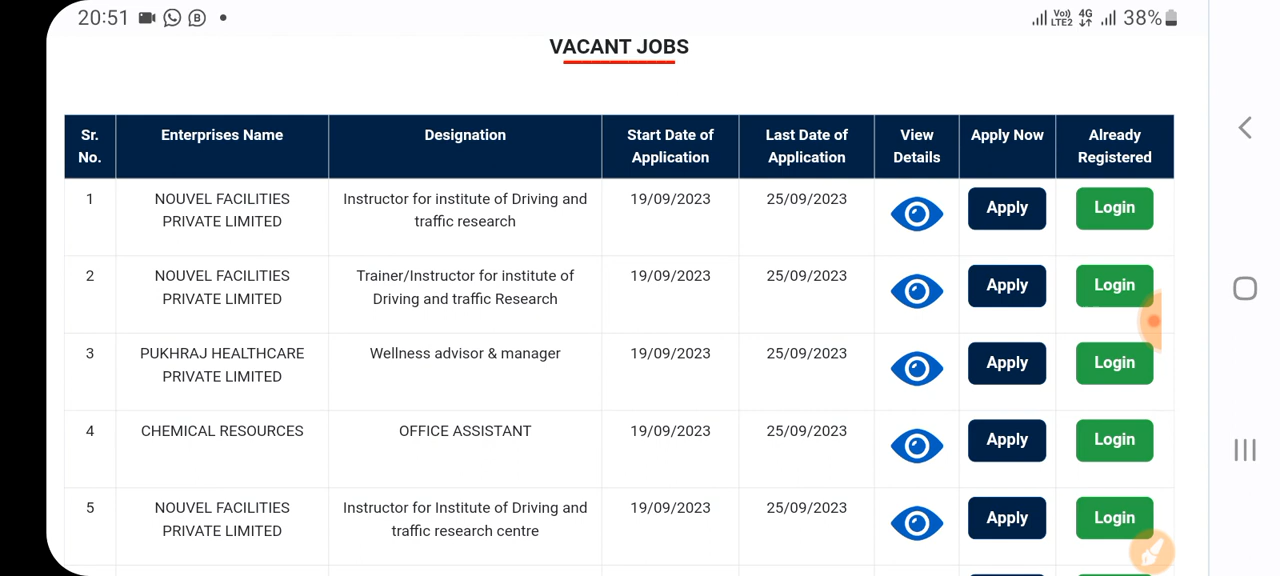 20:51
Vo)) LTE2 4G 38%
VACANT JOBS
Sr. No. Enterprises Name Designation Start Date of Application Last Date of Application View Details Apply Now Already Registered
1 NOUVEL FACILITIES PRIVATE LIMITED Instructor for institute of Driving and traffic research 19/09/2023 25/09/2023 Apply Login
2 NOUVEL FACILITIES PRIVATE LIMITED Trainer/Instructor for institute of Driving and traffic Research 19/09/2023 25/09/2023 Apply Login
3 PUKHRAJ HEALTHCARE PRIVATE LIMITED Wellness advisor & manager 19/09/2023 25/09/2023 Apply Login
4 CHEMICAL RESOURCES OFFICE ASSISTANT 19/09/2023 25/09/2023 Apply Login
5 NOUVEL FACILITIES PRIVATE LIMITED Instructor for Institute of Driving and traffic research centre 19/09/2023 25/09/2023 Apply Login